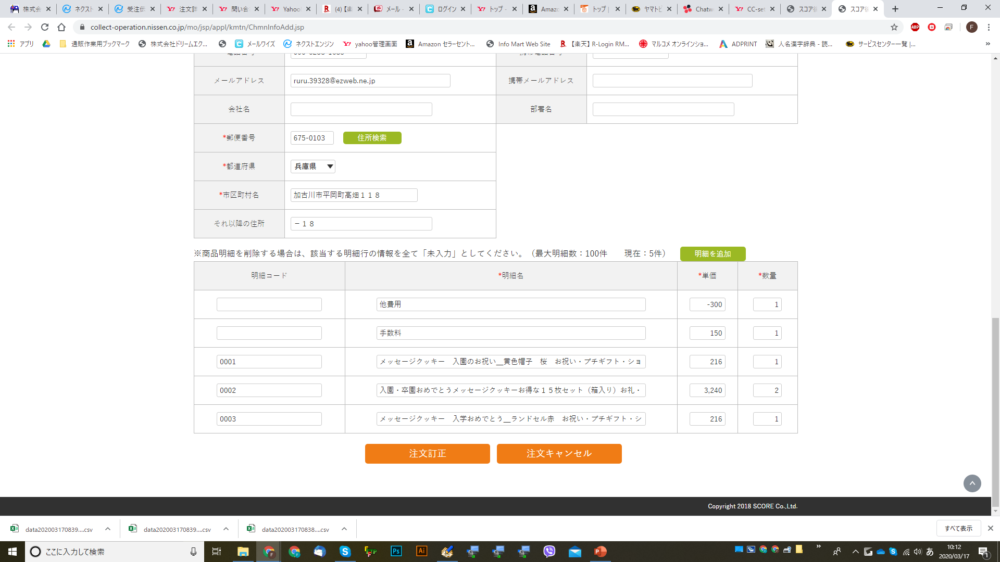 株式会
ネクスト
受注伝
注文詳
問い合
Yahoo!
(4)【楽
メール -
ログイン
トップ -
Amazo
トップ |
ヤマトビ
Chatw
CC-set
スコア後
スコア後
collect-operation.nissen.co.jp/mo/jsp/appl/kmtn/ChmnInfoAdd.jsp
ABP
F
アプリ
通販作業用ブックマーク
株式会社ドリームエク...
メールワイズ
ネクストエンジン
yahoo管理画面
Amazon セラーセント...
Info Mart Web Site
【楽天】R-Login RM...
マルコメ オンラインショ...
ADPRINT
人名漢字辞典 - 読...
サービスセンター一覧 |...
»
メールアドレス ruru.39328@ezweb.ne.jp 携帯メールアドレス
会社名 部署名
*郵便番号 675-0103 住所検索
*都道府県 兵庫県
*市区町村名 加古川市平岡町高畑１１８
それ以降の住所 －１８
※商品明細を削除する場合は、該当する明細行の情報を全て「未入力」としてください。（最大明細数：100件　現在：5件） 明細を追加
明細コード *明細名 *単価 *数量
他費用 -300 1
手数料 150 1
0001 メッセージクッキー　入園のお祝い__黄色帽子　桜　お祝い・プチギフト・ショ 216 1
0002 入園・卒園おめでとうメッセージクッキーお得な１５枚セット（箱入り）お礼・ 3,240 2
0003 メッセージクッキー　入学おめでとう__ランドセル赤　お祝い・プチギフト・シ 216 1
注文訂正 注文キャンセル
Copyright 2018 SCORE Co.,Ltd.
data202003170839....csv
data202003170839....csv
data202003170838....csv
すべて表示
ここに入力して検索
Ps
Ai
あ
10:12
2020/03/17
1